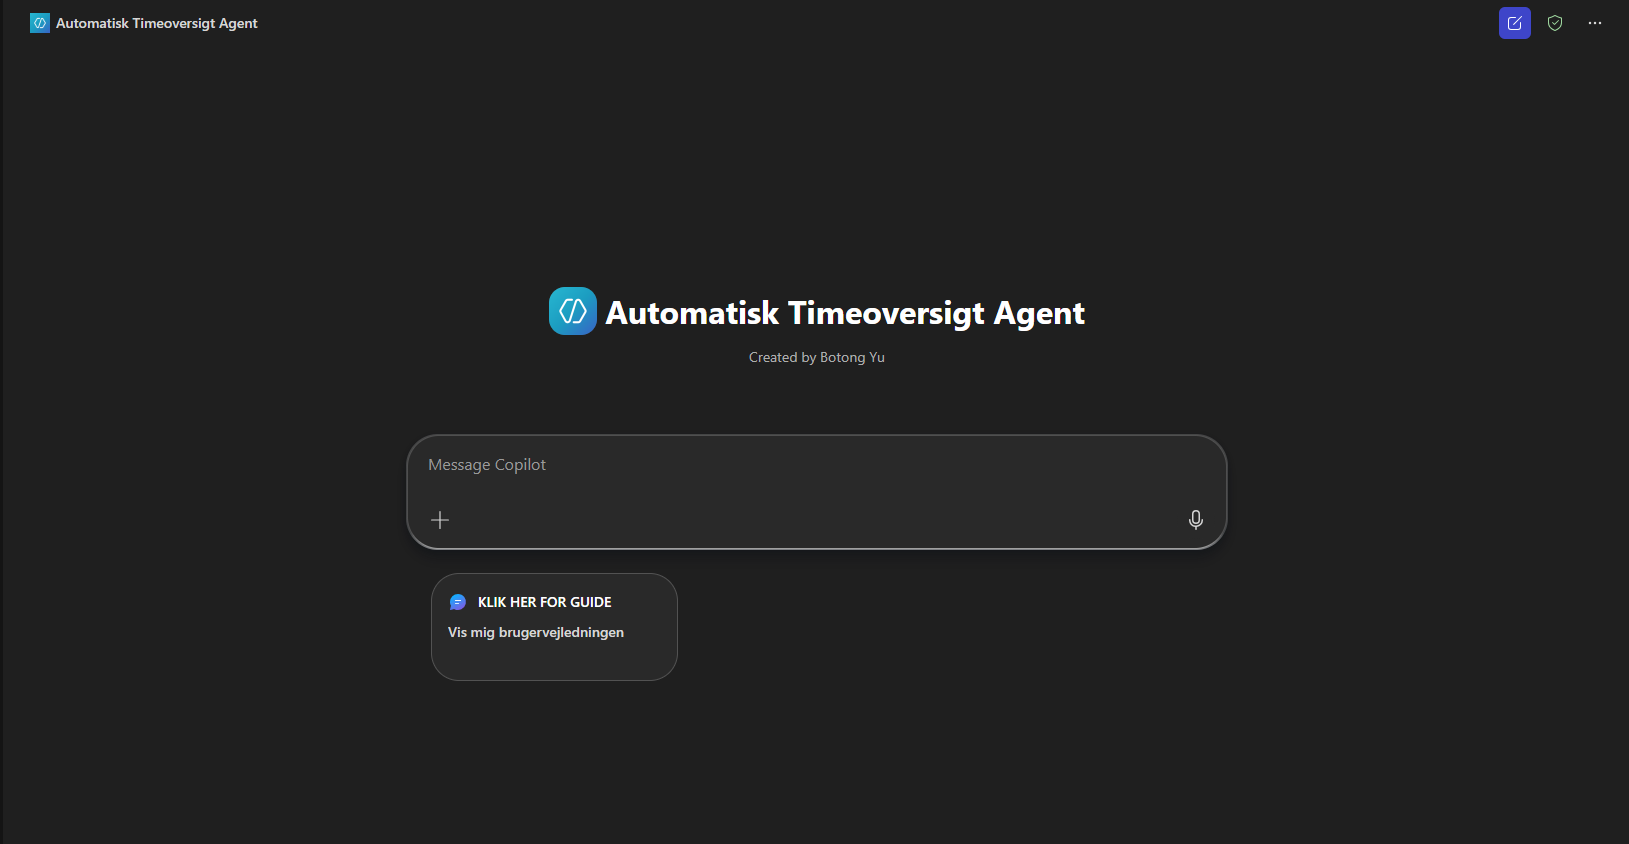 Automatisk Timeoversigt Agent
Automatisk Timeoversigt Agent
Created by Botong Yu
Message Copilot
KLIK HER FOR GUIDE
Vis mig brugervejledningen